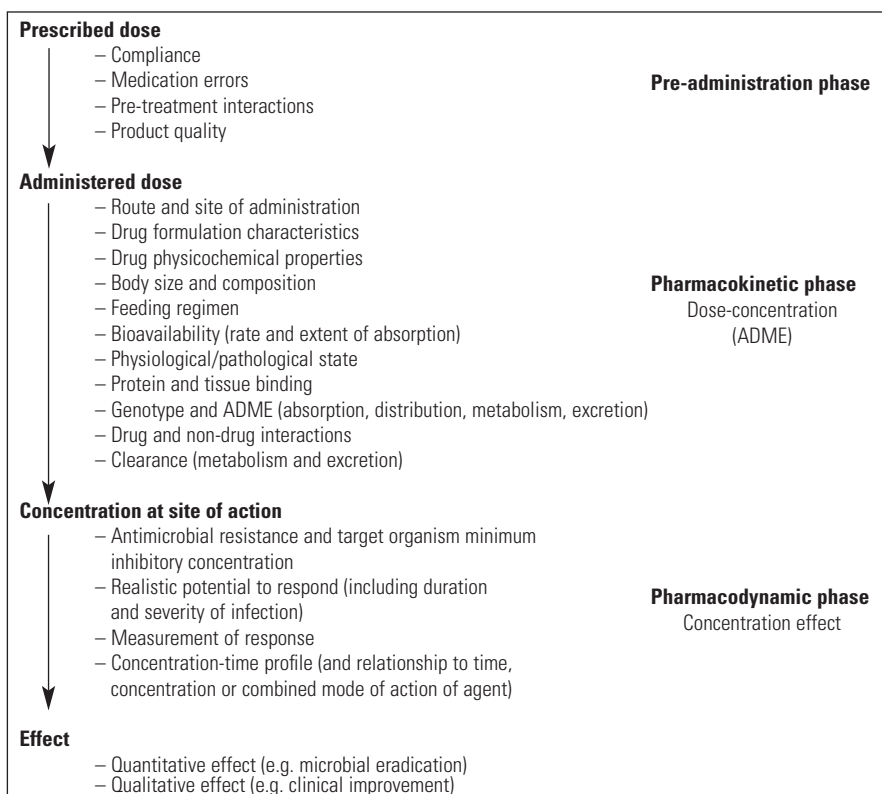 Prescribed dose
– Compliance
– Medication errors
– Pre-treatment interactions
– Product quality
Pre-administration phase
Administered dose
– Route and site of administration
– Drug formulation characteristics
– Drug physicochemical properties
– Body size and composition
– Feeding regimen
– Bioavailability (rate and extent of absorption)
– Physiological/pathological state
– Protein and tissue binding
– Genotype and ADME (absorption, distribution, metabolism, excretion)
– Drug and non-drug interactions
– Clearance (metabolism and excretion)
Pharmacokinetic phase
Dose-concentration
(ADME)
Concentration at site of action
– Antimicrobial resistance and target organism minimum
inhibitory concentration
– Realistic potential to respond (including duration
and severity of infection)
– Measurement of response
– Concentration-time profile (and relationship to time,
concentration or combined mode of action of agent)
Pharmacodynamic phase
Concentration effect
Effect
– Quantitative effect (e.g. microbial eradication)
– Qualitative effect (e.g. clinical improvement)